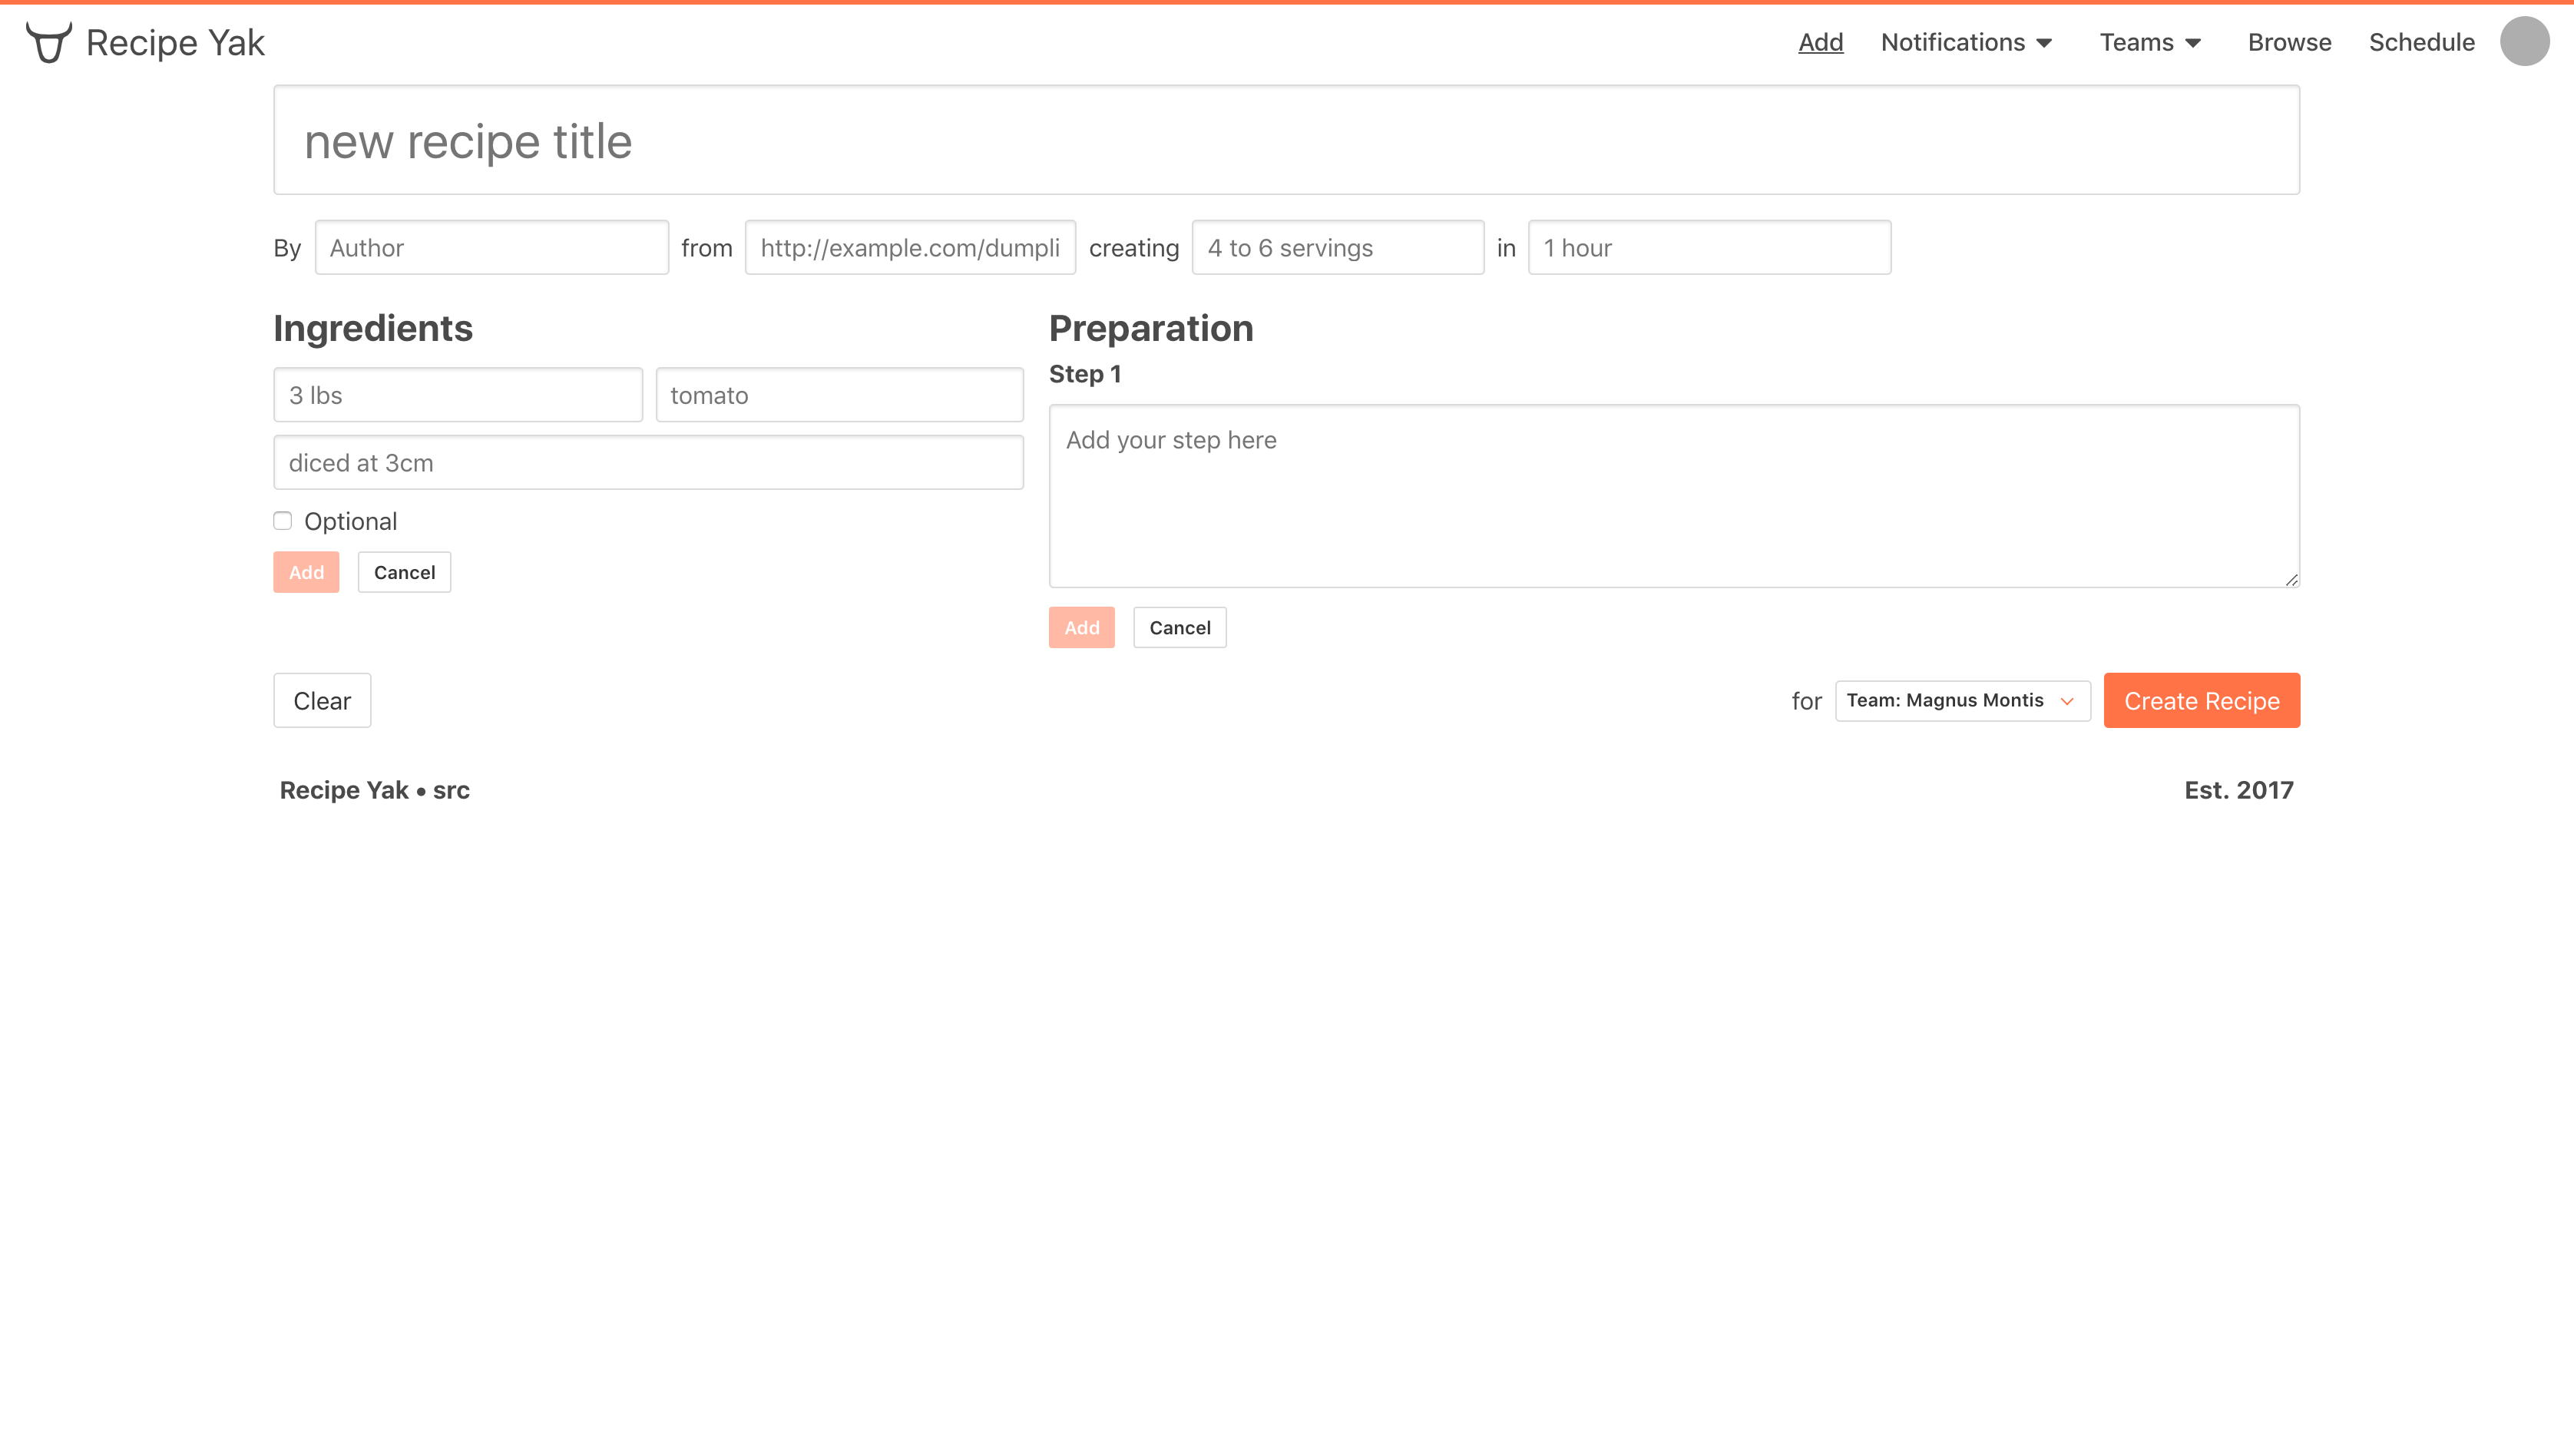 Recipe Yak
Add Notifications Teams Browse Schedule
new recipe title
By Author from http://example.com/dumpli creating 4 to 6 servings in 1 hour
Ingredients
3 lbs tomato
diced at 3cm
Optional
Add Cancel
Preparation
Step 1
Add your step here
Add Cancel
Clear
for Team: Magnus Montis Create Recipe
Recipe Yak • src
Est. 2017